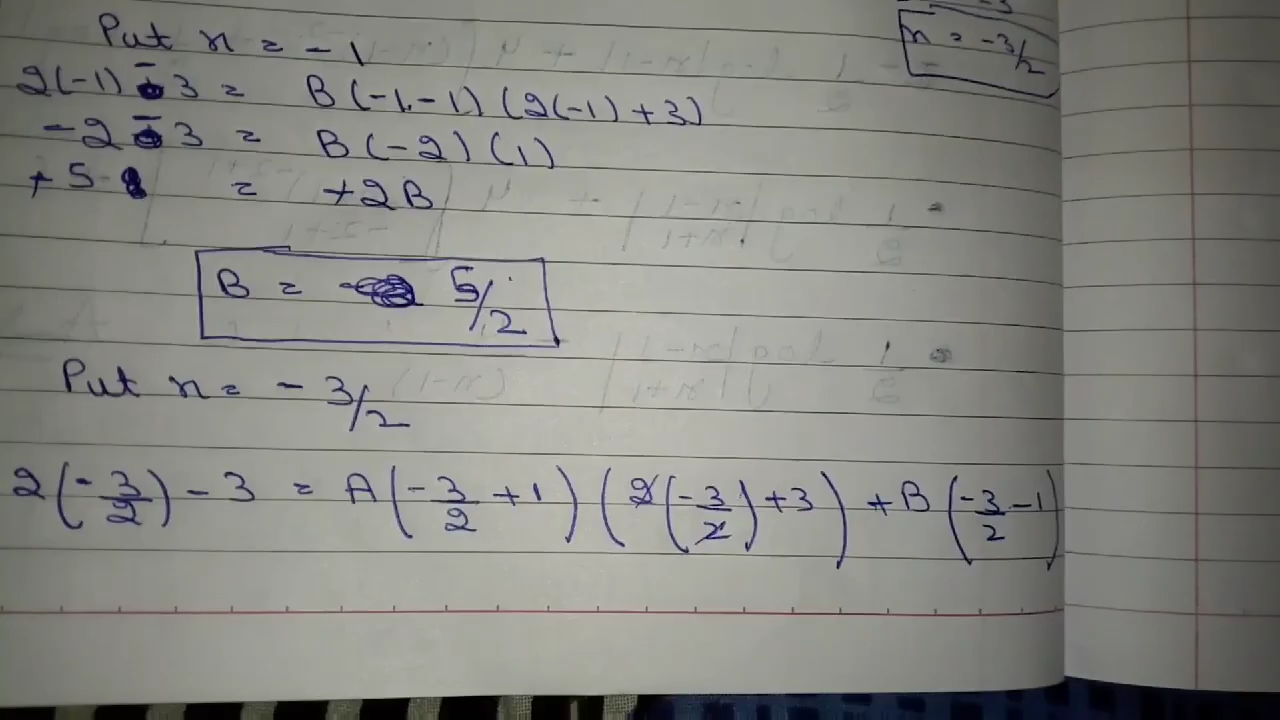 Put x = -1
x = -3/2
2(-1) - 3 = B(-1-1)(2(-1)+3)
-2 - 3 = B(-2)(1)
+5 = +2B
B = 5/2
Put x = -3/2
2(-3/2) - 3 = A(-3/2 + 1)(2(-3/2) + 3) + B(-3/2 - 1)